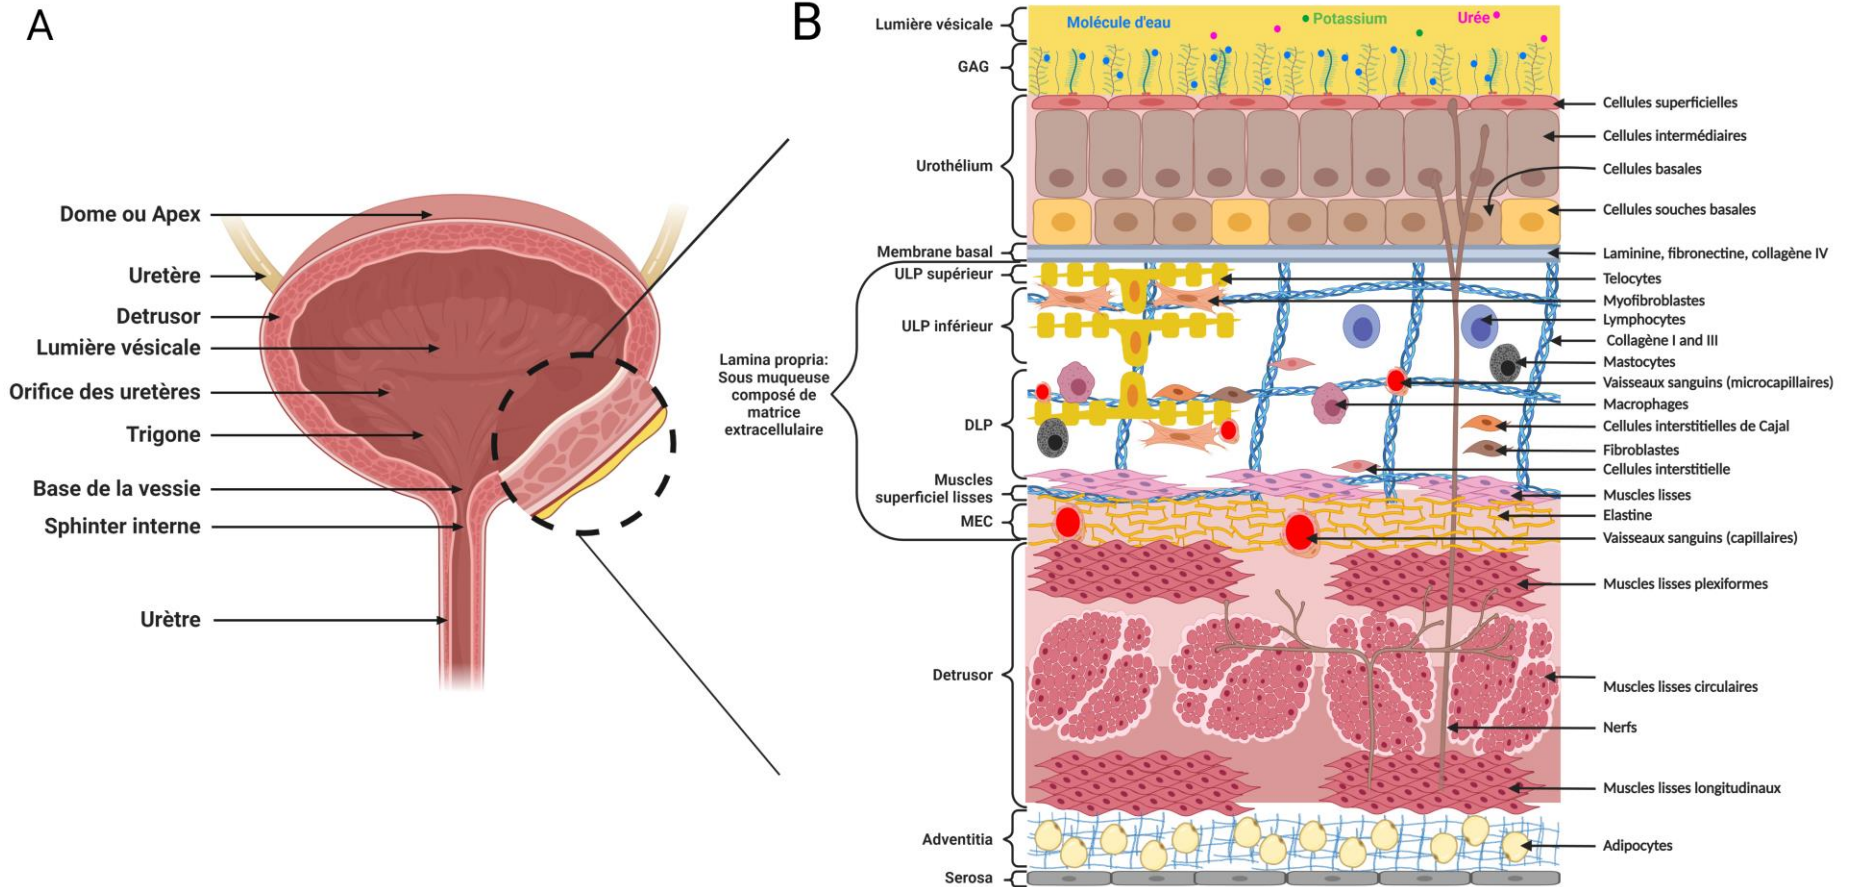 A
Dome ou Apex
Uretère
Detrusor
Lumière vésicale
Orifice des uretères
Trigone
Base de la vessie
Sphinter interne
Urètre
B
Lumière vésicale
GAG
Urothélium
Membrane basal
ULP supérieur
ULP inférieur
Lamina propria:
Sous muqueuse
composé de
matrice
extracellulaire
DLP
Muscles
superficiel lisses
MEC
Detrusor
Adventitia
Serosa
Molécule d'eau
Potassium
Urée
Cellules superficielles
Cellules intermédiaires
Cellules basales
Cellules souches basales
Laminine, fibronectine, collagène IV
Telocytes
Myofibroblastes
Lymphocytes
Collagène I and III
Mastocytes
Vaisseaux sanguins (microcapillaires)
Macrophages
Cellules interstitielles de Cajal
Fibroblastes
Cellules interstitielle
Muscles lisses
Elastine
Vaisseaux sanguins (capillaires)
Muscles lisses plexiformes
Muscles lisses circulaires
Nerfs
Muscles lisses longitudinaux
Adipocytes